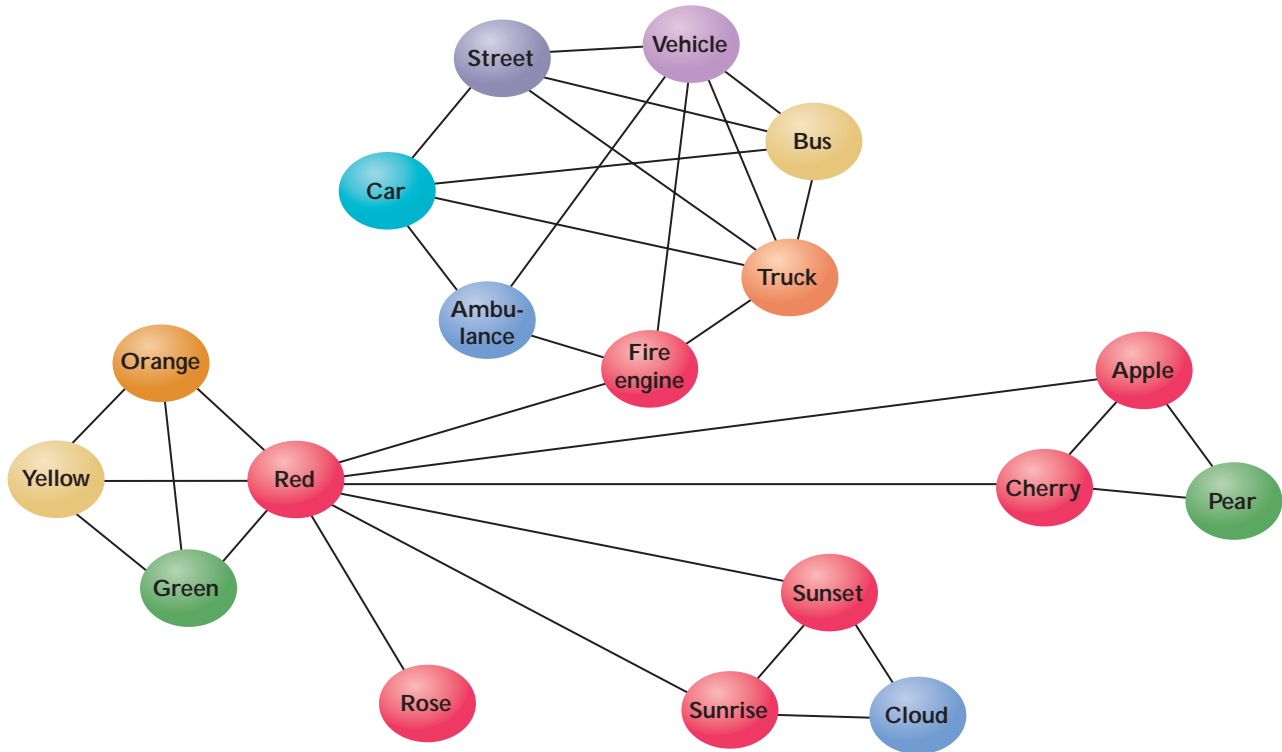 Vehicle
Street
Bus
Car
Truck
Ambu-
lance
Fire
engine
Orange
Apple
Yellow
Red
Cherry
Pear
Green
Sunset
Rose
Sunrise
Cloud